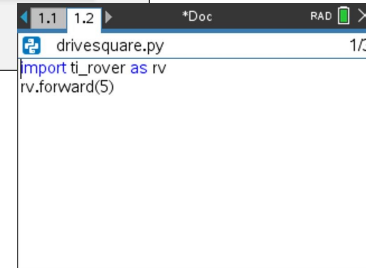 1.1 1.2 *Doc RAD
drivesquare.py 1/3
import ti_rover as rv
rv.forward(5)